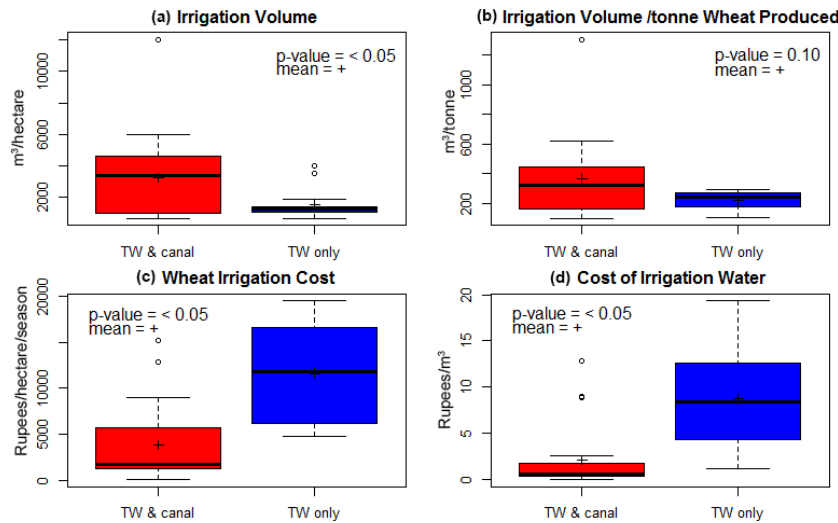 (a) Irrigation Volume
p-value = < 0.05
mean = +
m³/hectare
2000
6000
10000
TW & canal
TW only
(b) Irrigation Volume /tonne Wheat Produced
p-value = 0.10
mean = +
m³/tonne
200
600
1000
TW & canal
TW only
(c) Wheat Irrigation Cost
p-value = < 0.05
mean = +
Rupees/hectare/season
0
5000
10000
20000
TW & canal
TW only
(d) Cost of Irrigation Water
p-value = < 0.05
mean = +
Rupees/m³
0
5
10
15
20
TW & canal
TW only